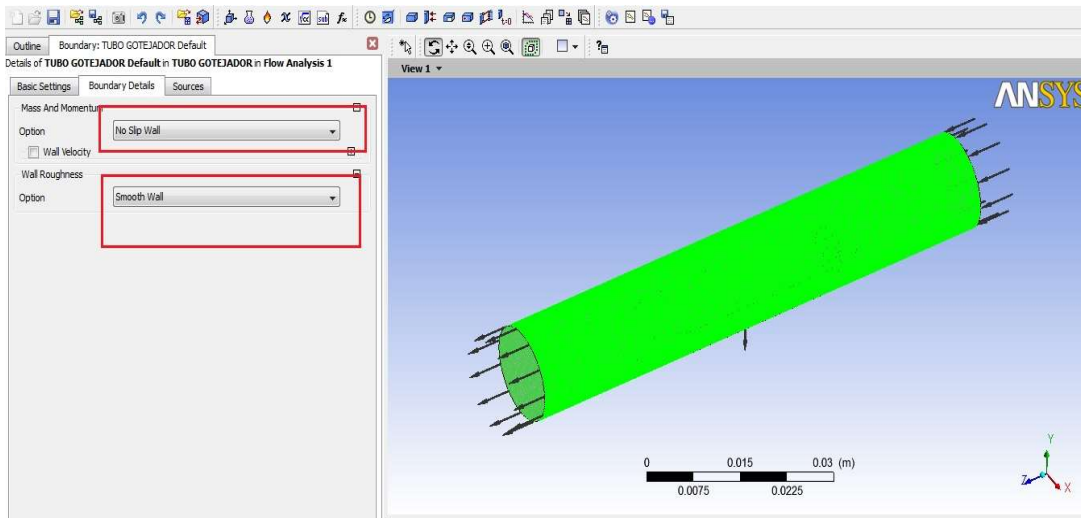 Outline Boundary: TUBO GOTEJADOR Default
Details of TUBO GOTEJADOR Default in TUBO GOTEJADOR in Flow Analysis 1
Basic Settings Boundary Details Sources
Mass And Momentum
Option No Slip Wall
Wall Velocity
Wall Roughness
Option Smooth Wall
View 1
ANSYS
0 0.015 0.03 (m)
0.0075 0.0225
Y
Z X